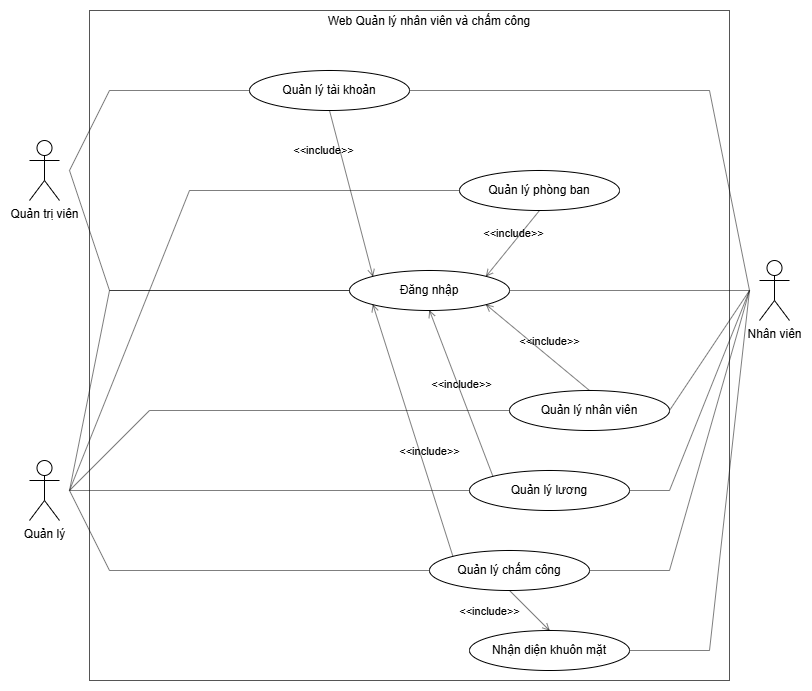 Web Quản lý nhân viên và chấm công
Quản lý tài khoản
<<include>>
Quản lý phòng ban
Quản trị viên
<<include>>
Đăng nhập
Nhân viên
<<include>>
<<include>>
Quản lý nhân viên
<<include>>
Quản lý lương
Quản lý
Quản lý chấm công
<<include>>
Nhận diện khuôn mặt